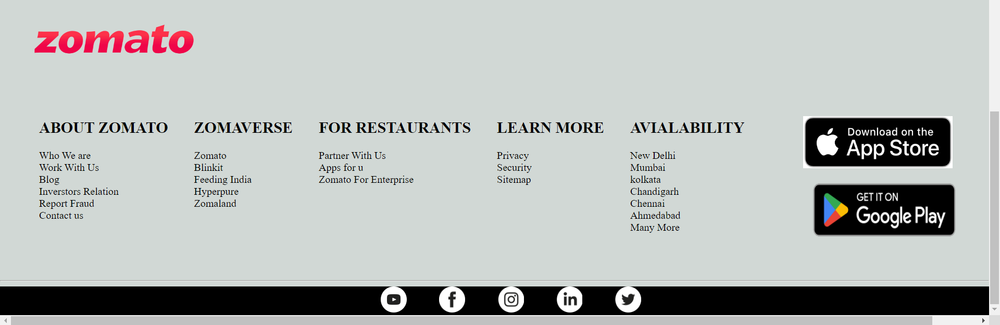 zomato
ABOUT ZOMATO
Who We are
Work With Us
Blog
Inverstors Relation
Report Fraud
Contact us
ZOMAVERSE
Zomato
Blinkit
Feeding India
Hyperpure
Zomaland
FOR RESTAURANTS
Partner With Us
Apps for u
Zomato For Enterprise
LEARN MORE
Privacy
Security
Sitemap
AVIALABILITY
New Delhi
Mumbai
kolkata
Chandigarh
Chennai
Ahmedabad
Many More
Download on the
App Store
GET IT ON
Google Play
f
in